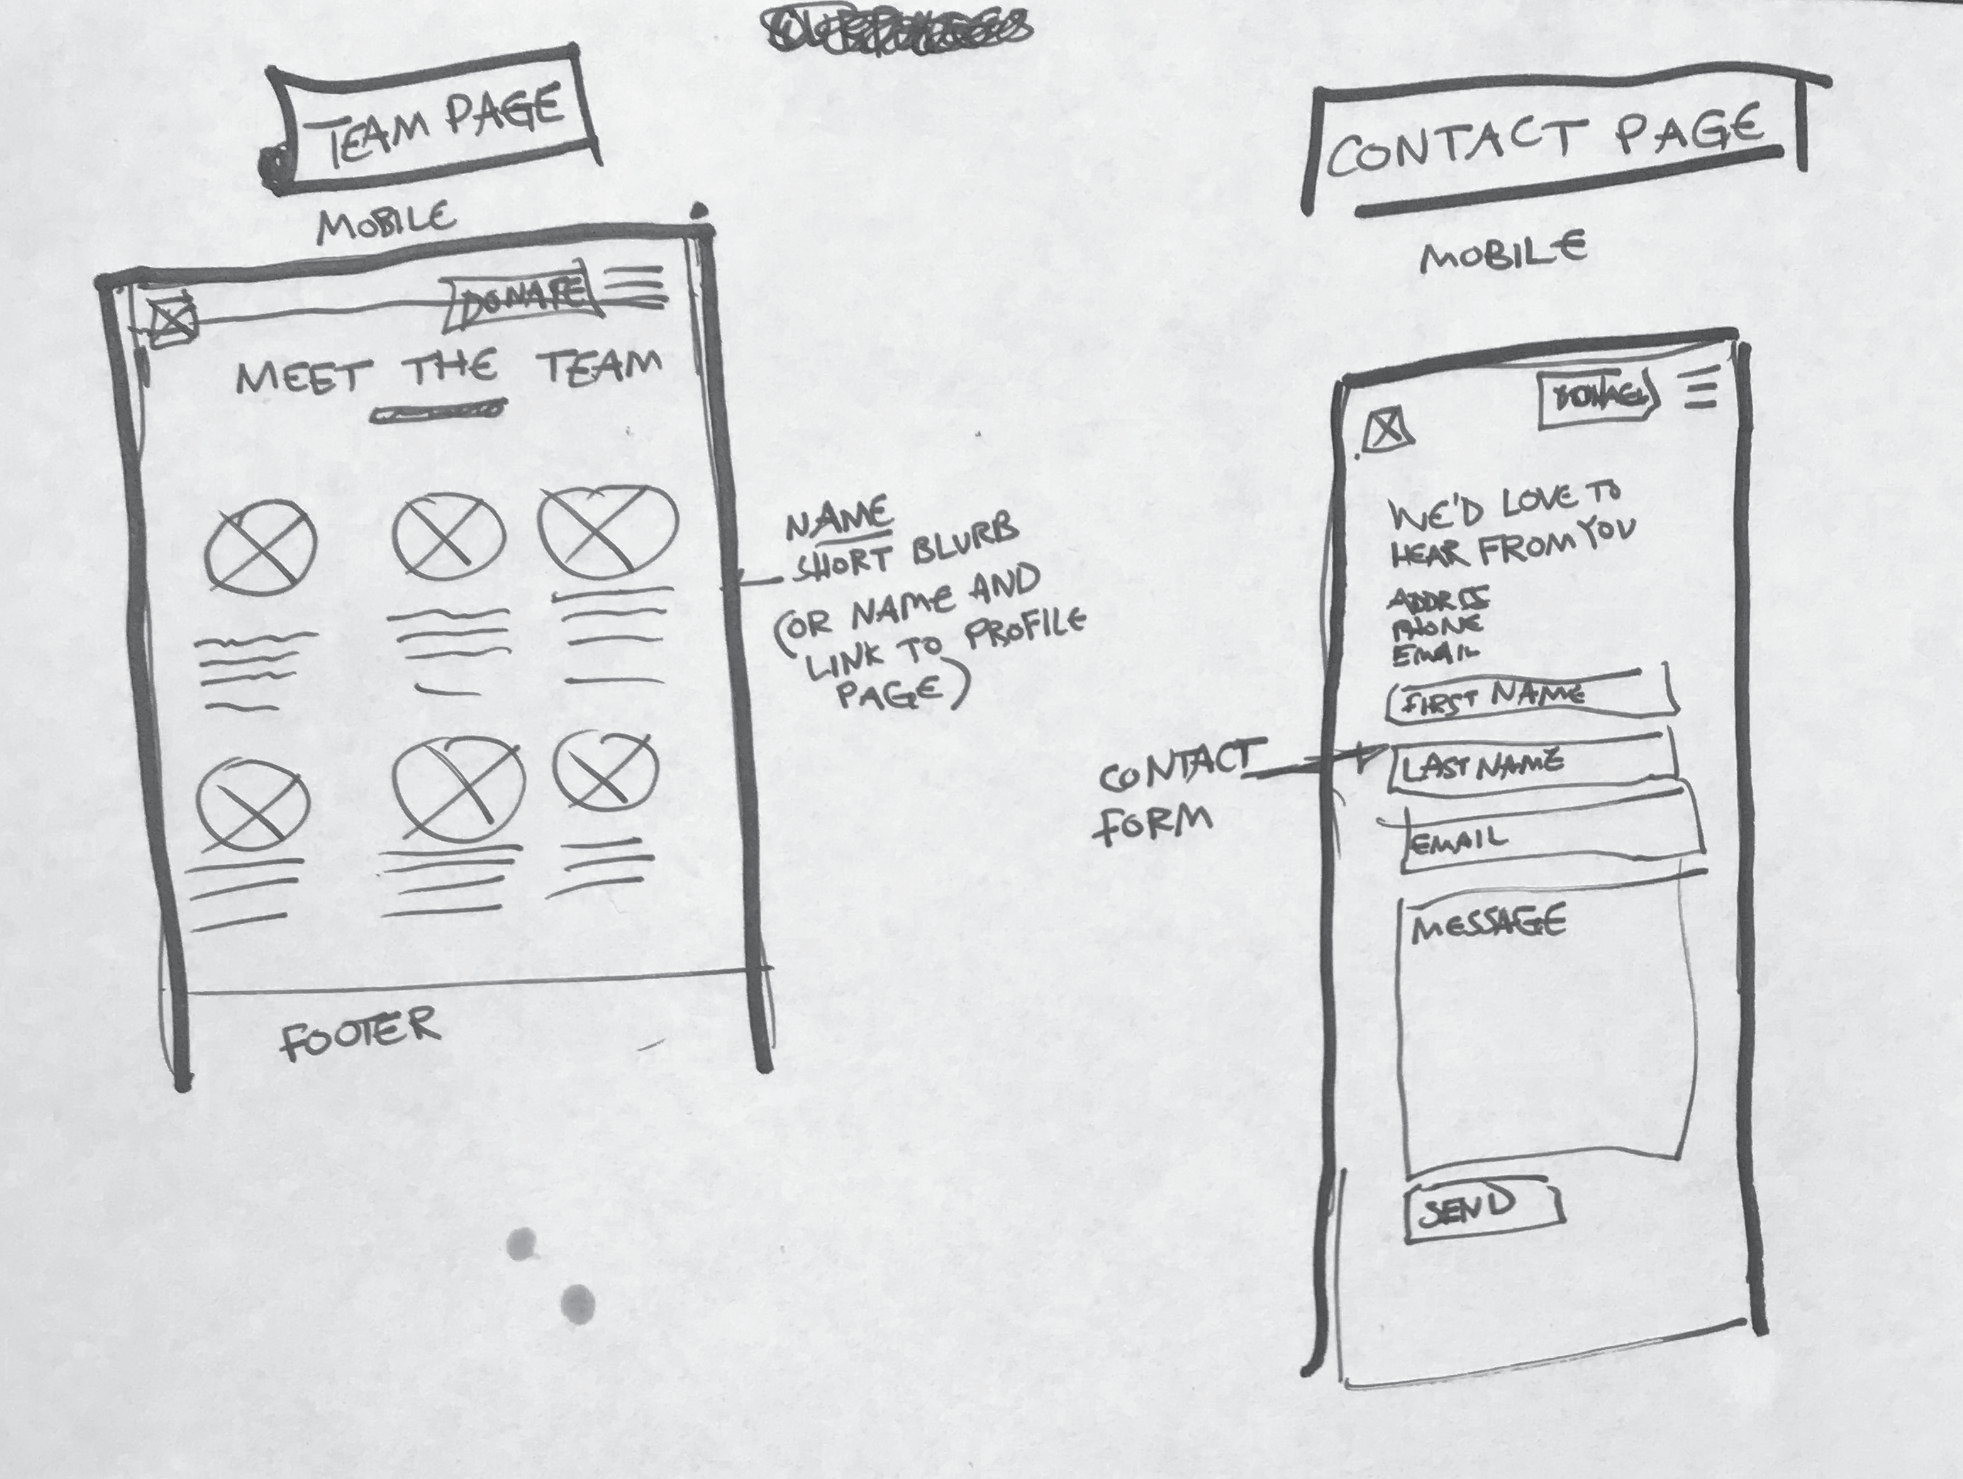 TEAM PAGE
MOBILE
DONATE
MEET THE TEAM
NAME
SHORT BLURB
(OR NAME AND
LINK TO PROFILE
PAGE)
FOOTER
CONTACT PAGE
MOBILE
DONATE
WE'D LOVE TO
HEAR FROM YOU
ADDRESS
PHONE
EMAIL
FIRST NAME
LAST NAME
EMAIL
MESSAGE
SEND
CONTACT
FORM